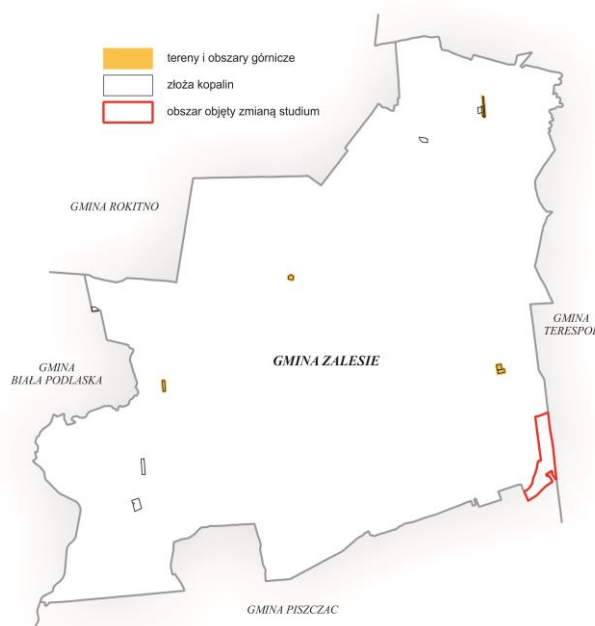 tereny i obszary górnicze
złoża kopalin
obszar objęty zmianą studium
GMINA ROKITNO
GMINA
TERESPOL
GMINA ZALESIE
GMINA
BIAŁA PODLASKA
GMINA PISZCZAC